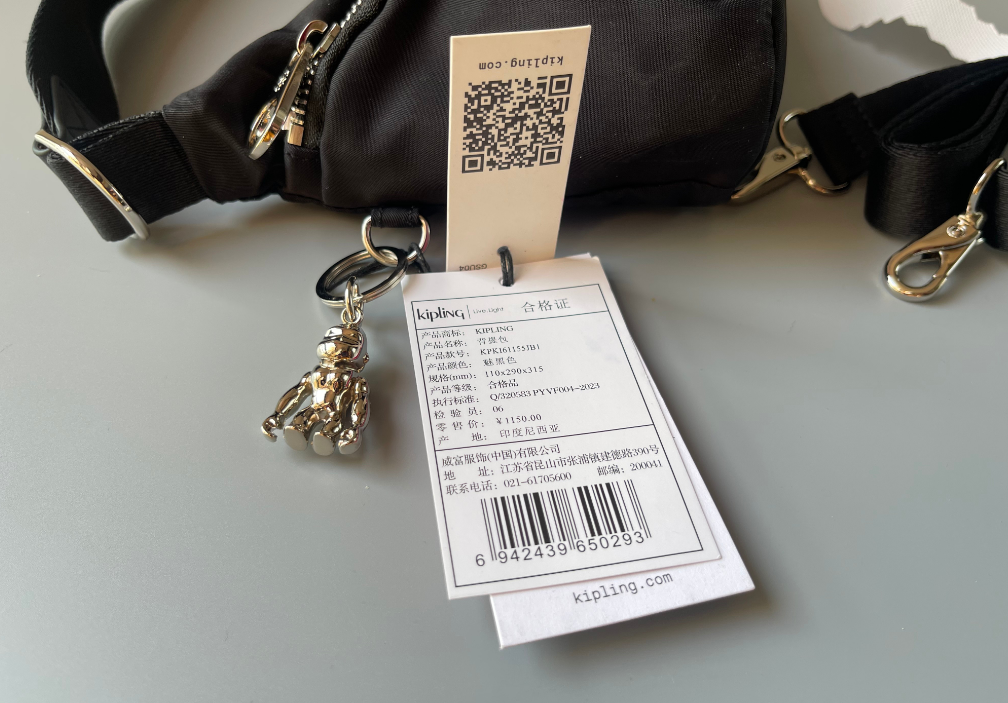 kipling.com
GSU04
kipling Live.Light 合格证
产品商标: KIPLING
产品名称: 背提包
产品款号: KPKI61155JB1
产品颜色: 魅黑色
规格(mm): 110x290x315
产品等级: 合格品
执行标准: Q/320583 PYVF004-2023
检 验 员: 06
零 售 价: ¥1150.00
产 地: 印度尼西亚
威富服饰(中国)有限公司
地 址: 江苏省昆山市张浦镇建德路390号
邮编: 200041
联系电话: 021-61705600
6 942439 650293
kipling.com